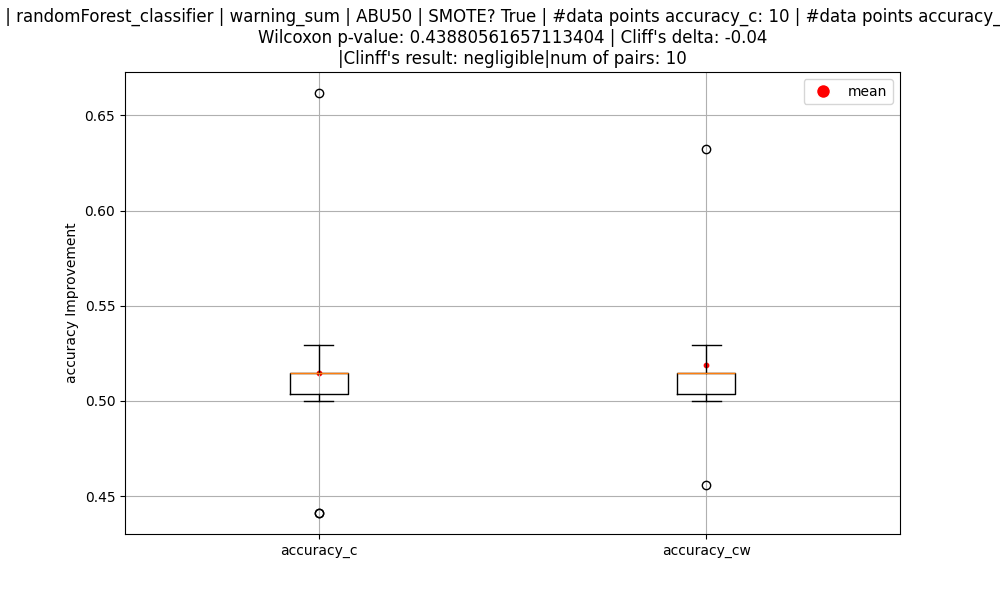 | randomForest_classifier | warning_sum | ABU50 | SMOTE? True | #data points accuracy_c: 10 | #data points accuracy_
Wilcoxon p-value: 0.43880561657113404 | Cliff's delta: -0.04
|Clinff's result: negligible|num of pairs: 10
mean
0.65
0.60
0.55
0.50
0.45
accuracy Improvement
accuracy_c
accuracy_cw